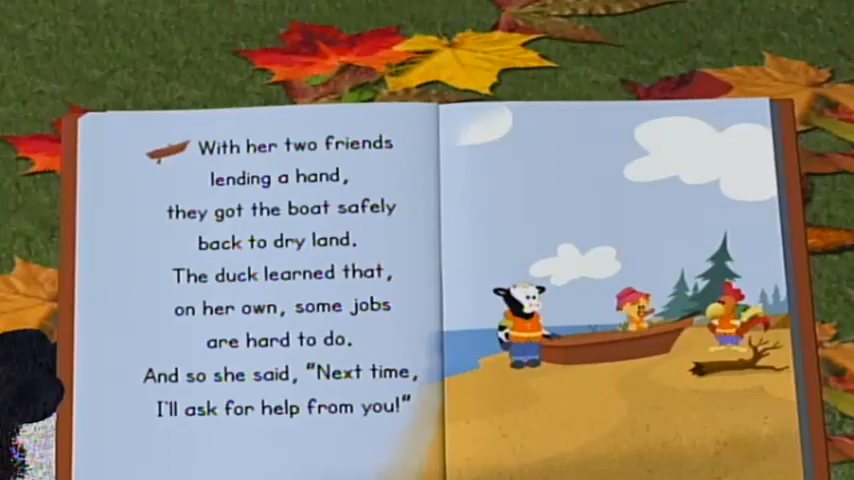 With her two friends
lending a hand,
they got the boat safely
back to dry land.
The duck learned that,
on her own, some jobs
are hard to do.
And so she said, "Next time,
I'll ask for help from you!"